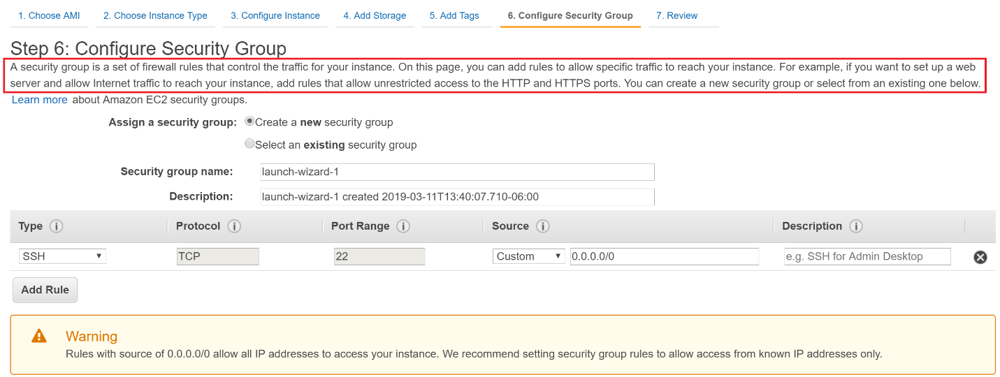 1. Choose AMI 2. Choose Instance Type 3. Configure Instance 4. Add Storage 5. Add Tags 6. Configure Security Group 7. Review
Step 6: Configure Security Group
A security group is a set of firewall rules that control the traffic for your instance. On this page, you can add rules to allow specific traffic to reach your instance. For example, if you want to set up a web
server and allow Internet traffic to reach your instance, add rules that allow unrestricted access to the HTTP and HTTPS ports. You can create a new security group or select from an existing one below.
Learn more about Amazon EC2 security groups.
Assign a security group: Create a new security group
Select an existing security group
Security group name: launch-wizard-1
Description: launch-wizard-1 created 2019-03-11T13:40:07.710-06:00
Type i Protocol i Port Range i Source i Description i
SSH TCP 22 Custom 0.0.0.0/0 e.g. SSH for Admin Desktop
Add Rule
Warning
Rules with source of 0.0.0.0/0 allow all IP addresses to access your instance. We recommend setting security group rules to allow access from known IP addresses only.